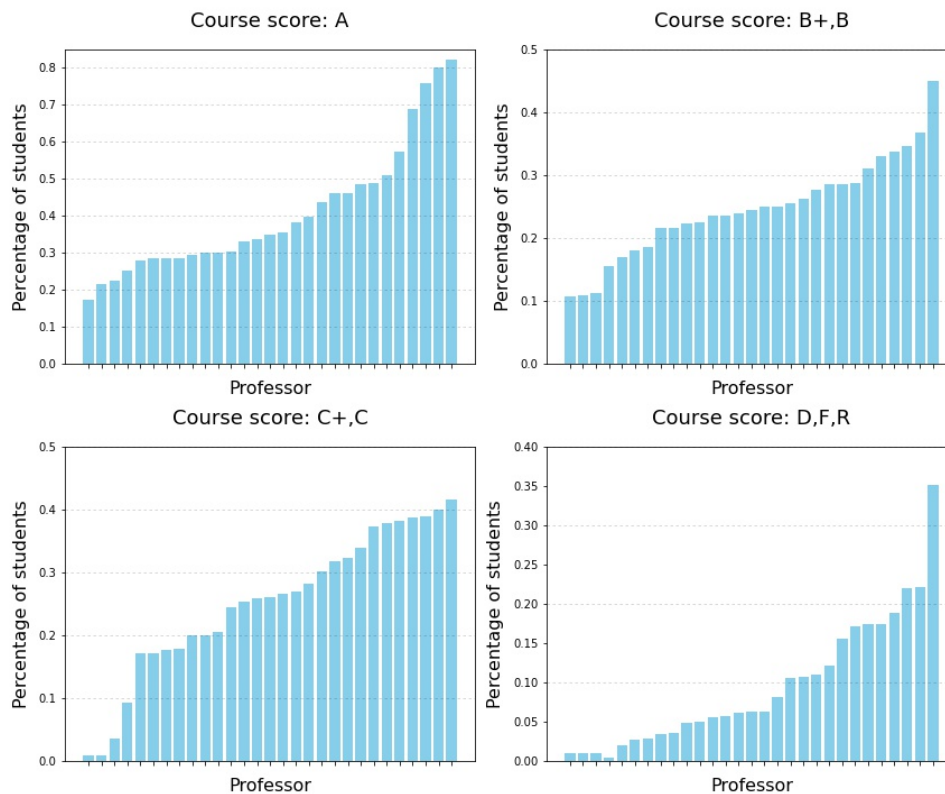 Course score: A
Percentage of students
0.8
0.7
0.6
0.5
0.4
0.3
0.2
0.1
0.0
Professor
Course score: B+,B
Percentage of students
0.5
0.4
0.3
0.2
0.1
0.0
Professor
Course score: C+,C
Percentage of students
0.5
0.4
0.3
0.2
0.1
0.0
Professor
Course score: D,F,R
Percentage of students
0.40
0.35
0.30
0.25
0.20
0.15
0.10
0.05
0.00
Professor